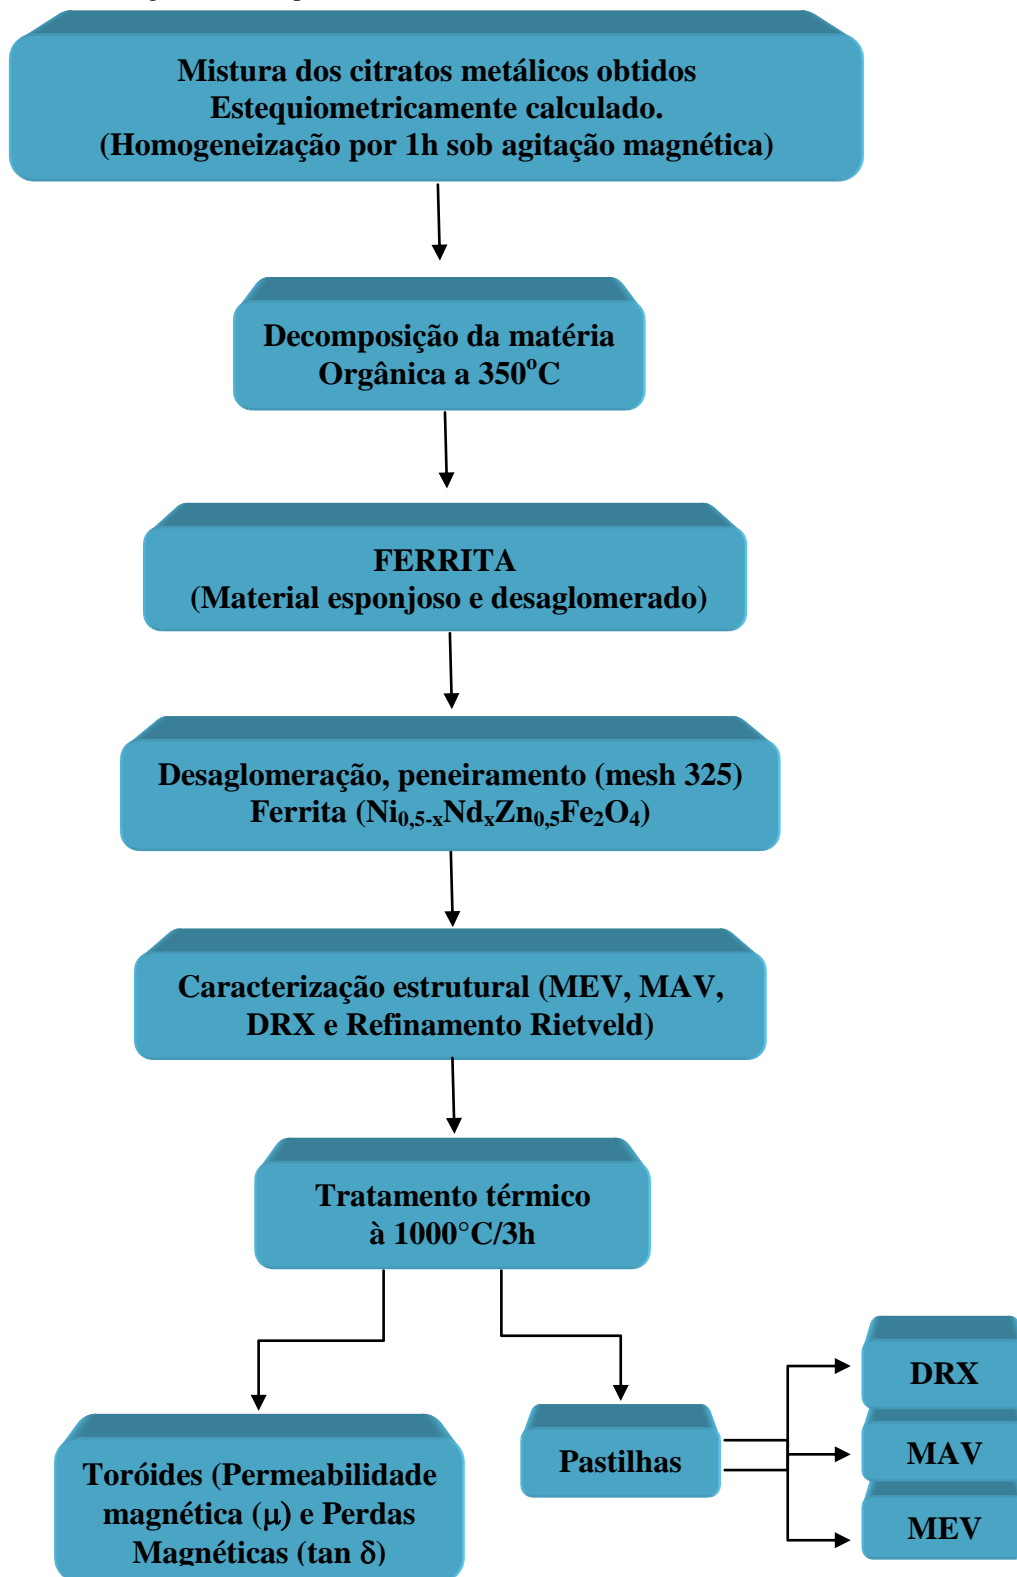 Mistura dos citratos metálicos obtidos
Estequiometricamente calculado.
(Homogeneização por 1h sob agitação magnética)
Decomposição da matéria
Orgânica a 350°C
FERRITA
(Material esponjoso e desaglomerado)
Desaglomeração, peneiramento (mesh 325)
Ferrita (Ni₀,₅₋ₓNdₓZn₀,₅Fe₂O₄)
Caracterização estrutural (MEV, MAV,
DRX e Refinamento Rietveld)
Tratamento térmico
à 1000°C/3h
Toróides (Permeabilidade
magnética (μ) e Perdas
Magnéticas (tan δ)
Pastilhas
DRX
MAV
MEV